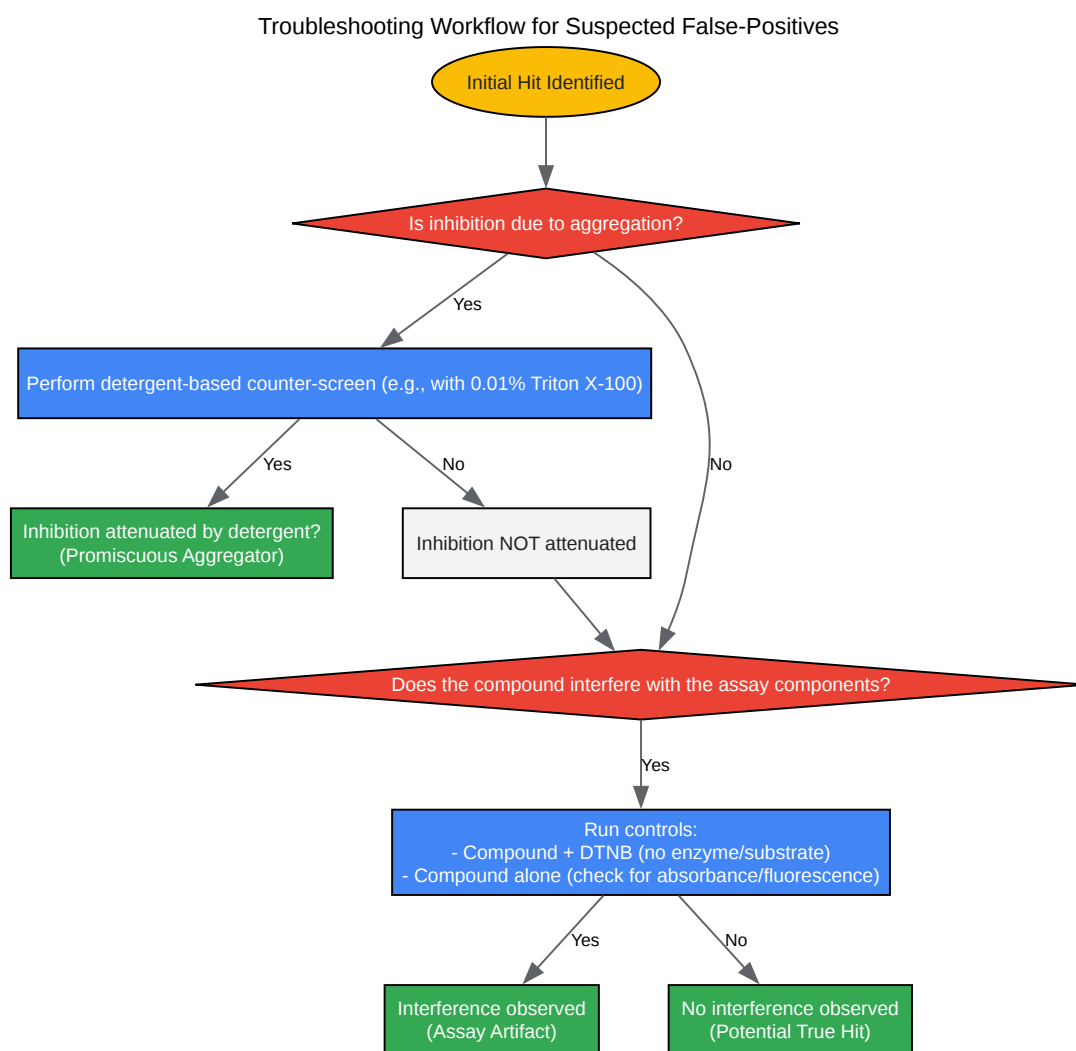 Troubleshooting Workflow for Suspected False-Positives
Initial Hit Identified
Is inhibition due to aggregation?
Yes
Perform detergent-based counter-screen (e.g., with 0.01% Triton X-100)
Yes
No
No
Inhibition attenuated by detergent?
(Promiscuous Aggregator)
Inhibition NOT attenuated
Does the compound interfere with the assay components?
Yes
Run controls:
- Compound + DTNB (no enzyme/substrate)
- Compound alone (check for absorbance/fluorescence)
Yes
No
Interference observed
(Assay Artifact)
No interference observed
(Potential True Hit)